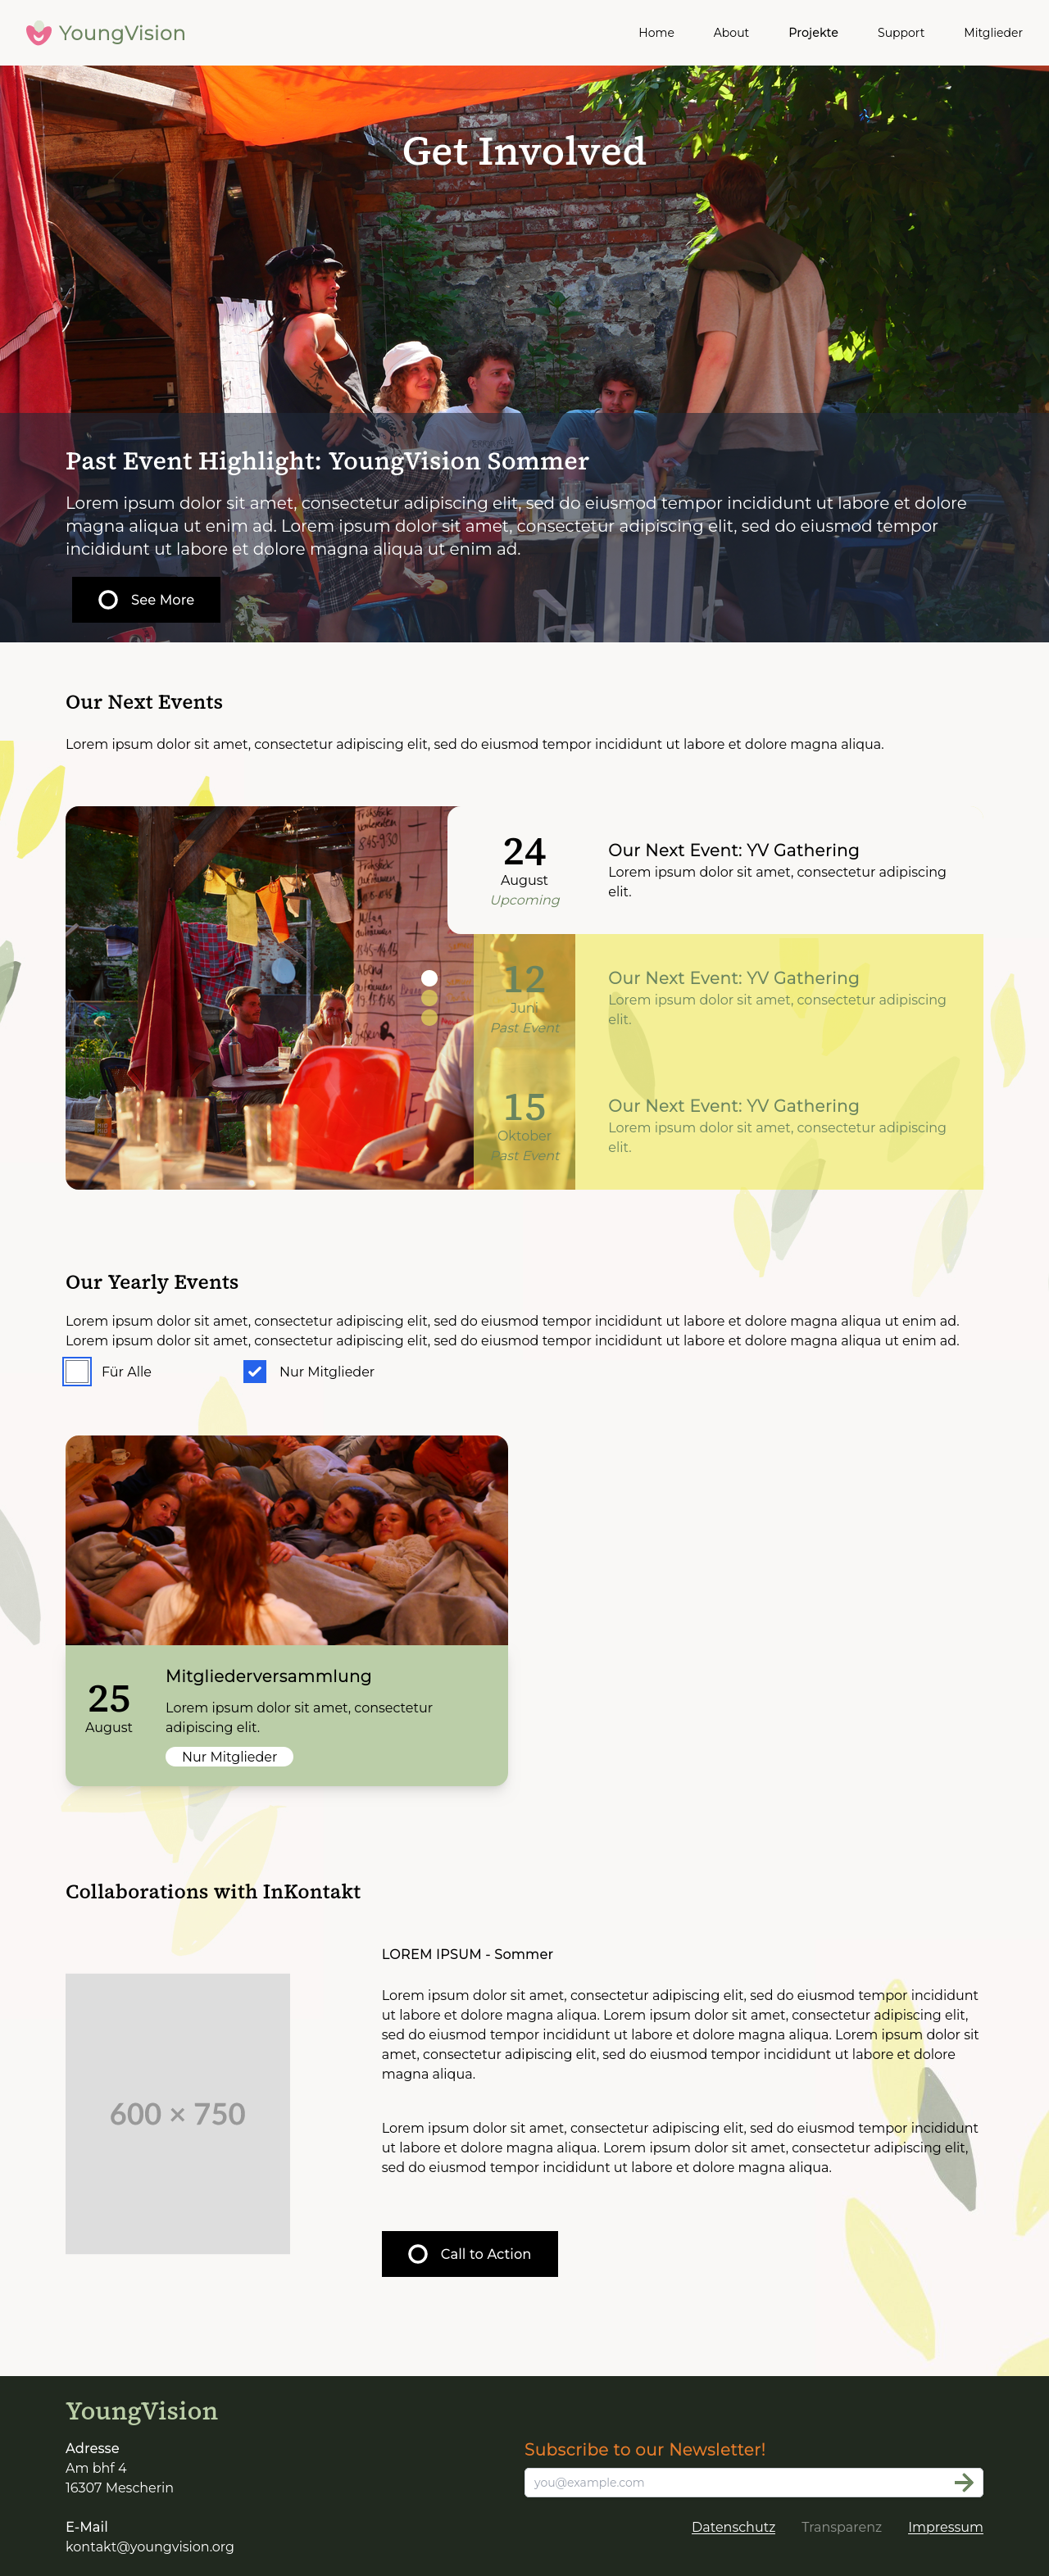 YoungVision
Home
About
Projekte
Support
Mitglieder
Get Involved
Past Event Highlight: YoungVision Sommer
Lorem ipsum dolor sit amet, consectetur adipiscing elit, sed do eiusmod tempor incididunt ut labore et dolore
magna aliqua ut enim ad. Lorem ipsum dolor sit amet, consectetur adipiscing elit, sed do eiusmod tempor
incididunt ut labore et dolore magna aliqua ut enim ad.
See More
Our Next Events
Lorem ipsum dolor sit amet, consectetur adipiscing elit, sed do eiusmod tempor incididunt ut labore et dolore magna aliqua.
24
August
Upcoming
Our Next Event: YV Gathering
Lorem ipsum dolor sit amet, consectetur adipiscing
elit.
12
Juni
Past Event
Our Next Event: YV Gathering
Lorem ipsum dolor sit amet, consectetur adipiscing
elit.
15
Oktober
Past Event
Our Next Event: YV Gathering
Lorem ipsum dolor sit amet, consectetur adipiscing
elit.
Our Yearly Events
Lorem ipsum dolor sit amet, consectetur adipiscing elit, sed do eiusmod tempor incididunt ut labore et dolore magna aliqua ut enim ad.
Lorem ipsum dolor sit amet, consectetur adipiscing elit, sed do eiusmod tempor incididunt ut labore et dolore magna aliqua ut enim ad.
Für Alle
Nur Mitglieder
25
August
Mitgliederversammlung
Lorem ipsum dolor sit amet, consectetur
adipiscing elit.
Nur Mitglieder
Collaborations with InKontakt
600 × 750
LOREM IPSUM - Sommer
Lorem ipsum dolor sit amet, consectetur adipiscing elit, sed do eiusmod tempor incididunt
ut labore et dolore magna aliqua. Lorem ipsum dolor sit amet, consectetur adipiscing elit,
sed do eiusmod tempor incididunt ut labore et dolore magna aliqua. Lorem ipsum dolor sit
amet, consectetur adipiscing elit, sed do eiusmod tempor incididunt ut labore et dolore
magna aliqua.
Lorem ipsum dolor sit amet, consectetur adipiscing elit, sed do eiusmod tempor incididunt
ut labore et dolore magna aliqua. Lorem ipsum dolor sit amet, consectetur adipiscing elit,
sed do eiusmod tempor incididunt ut labore et dolore magna aliqua.
Call to Action
YoungVision
Adresse
Am bhf 4
16307 Mescherin
E-Mail
kontakt@youngvision.org
Subscribe to our Newsletter!
you@example.com
Datenschutz
Transparenz
Impressum